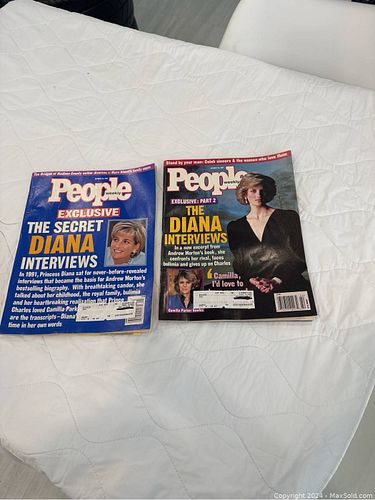 People
weekly
EXCLUSIVE
THE SECRET
DIANA
INTERVIEWS
In 1991, Princess Diana sat for never-before-revealed
interviews that became the basis for Andrew Morton's
bestselling biography. With breathtaking candor, she
talked about her childhood, the royal family, bulimia
and her heartbreaking realization that Prince
Charles loved Camilla Park
are the transcripts—Diana
time in her own words
Stand by your man: Celeb sinners & the women who love them
People
weekly
EXCLUSIVE: PART 2
THE
DIANA
INTERVIEWS
In a new excerpt from
Andrew Morton's book, she
confronts her rival, faces
bulimia and gives up on Charles
"Camilla,
I'd love to
Camilla Parker Bowles
Copyright 2024 - MaxSold.com